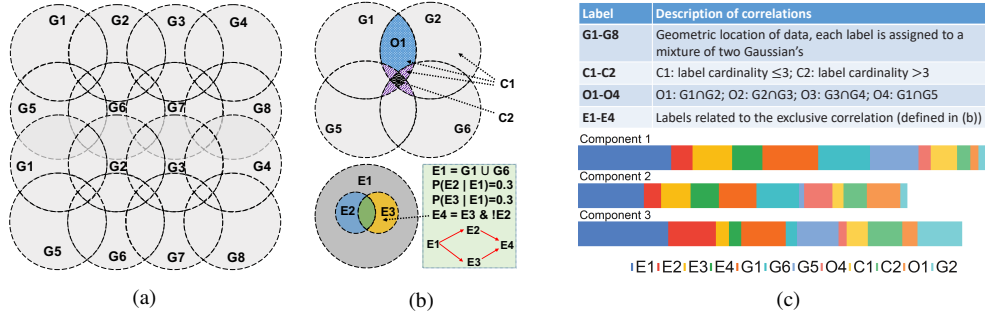 G1 G2 G3 G4
G5 G6 G7 G8
G1 G2 G3 G4
G5 G6 G7 G8
(a)
G1 G2
O1
C1
C2
G5 G6
E1
E2 E3
E1 = G1 ∪ G6
P(E2 | E1)=0.3
P(E3 | E1)=0.3
E4 = E3 & !E2
E2
E1 E4
E3
(b)
Label Description of correlations
G1-G8 Geometric location of data, each label is assigned to a
mixture of two Gaussian's
C1-C2 C1: label cardinality ≤3; C2: label cardinality >3
O1-O4 O1: G1∩G2; O2: G2∩G3; O3: G3∩G4; O4: G1∩G5
E1-E4 Labels related to the exclusive correlation (defined in (b))
Component 1
Component 2
Component 3
E1 E2 E3 E4 G1 G6 G5 O4 C1 C2 O1 G2
(c)